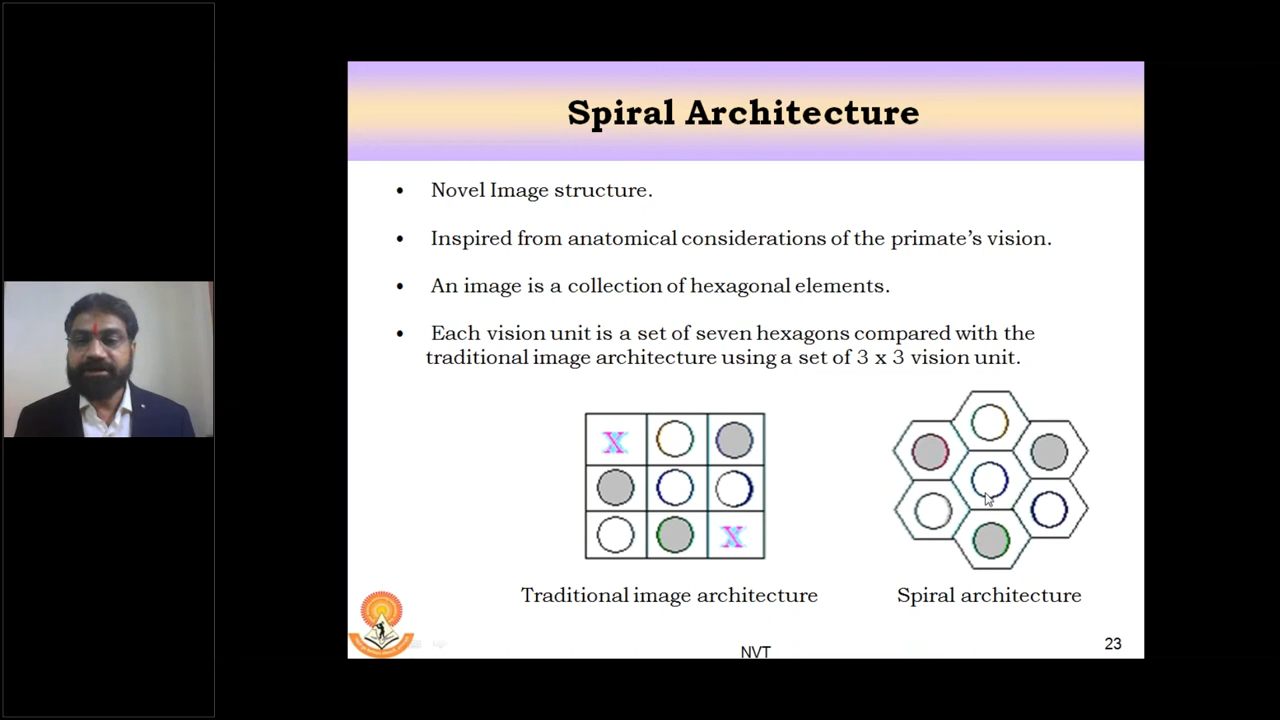 Spiral Architecture
• Novel Image structure.
• Inspired from anatomical considerations of the primate's vision.
• An image is a collection of hexagonal elements.
• Each vision unit is a set of seven hexagons compared with the
traditional image architecture using a set of 3 x 3 vision unit.
X
X
Traditional image architecture
Spiral architecture
NVT
23